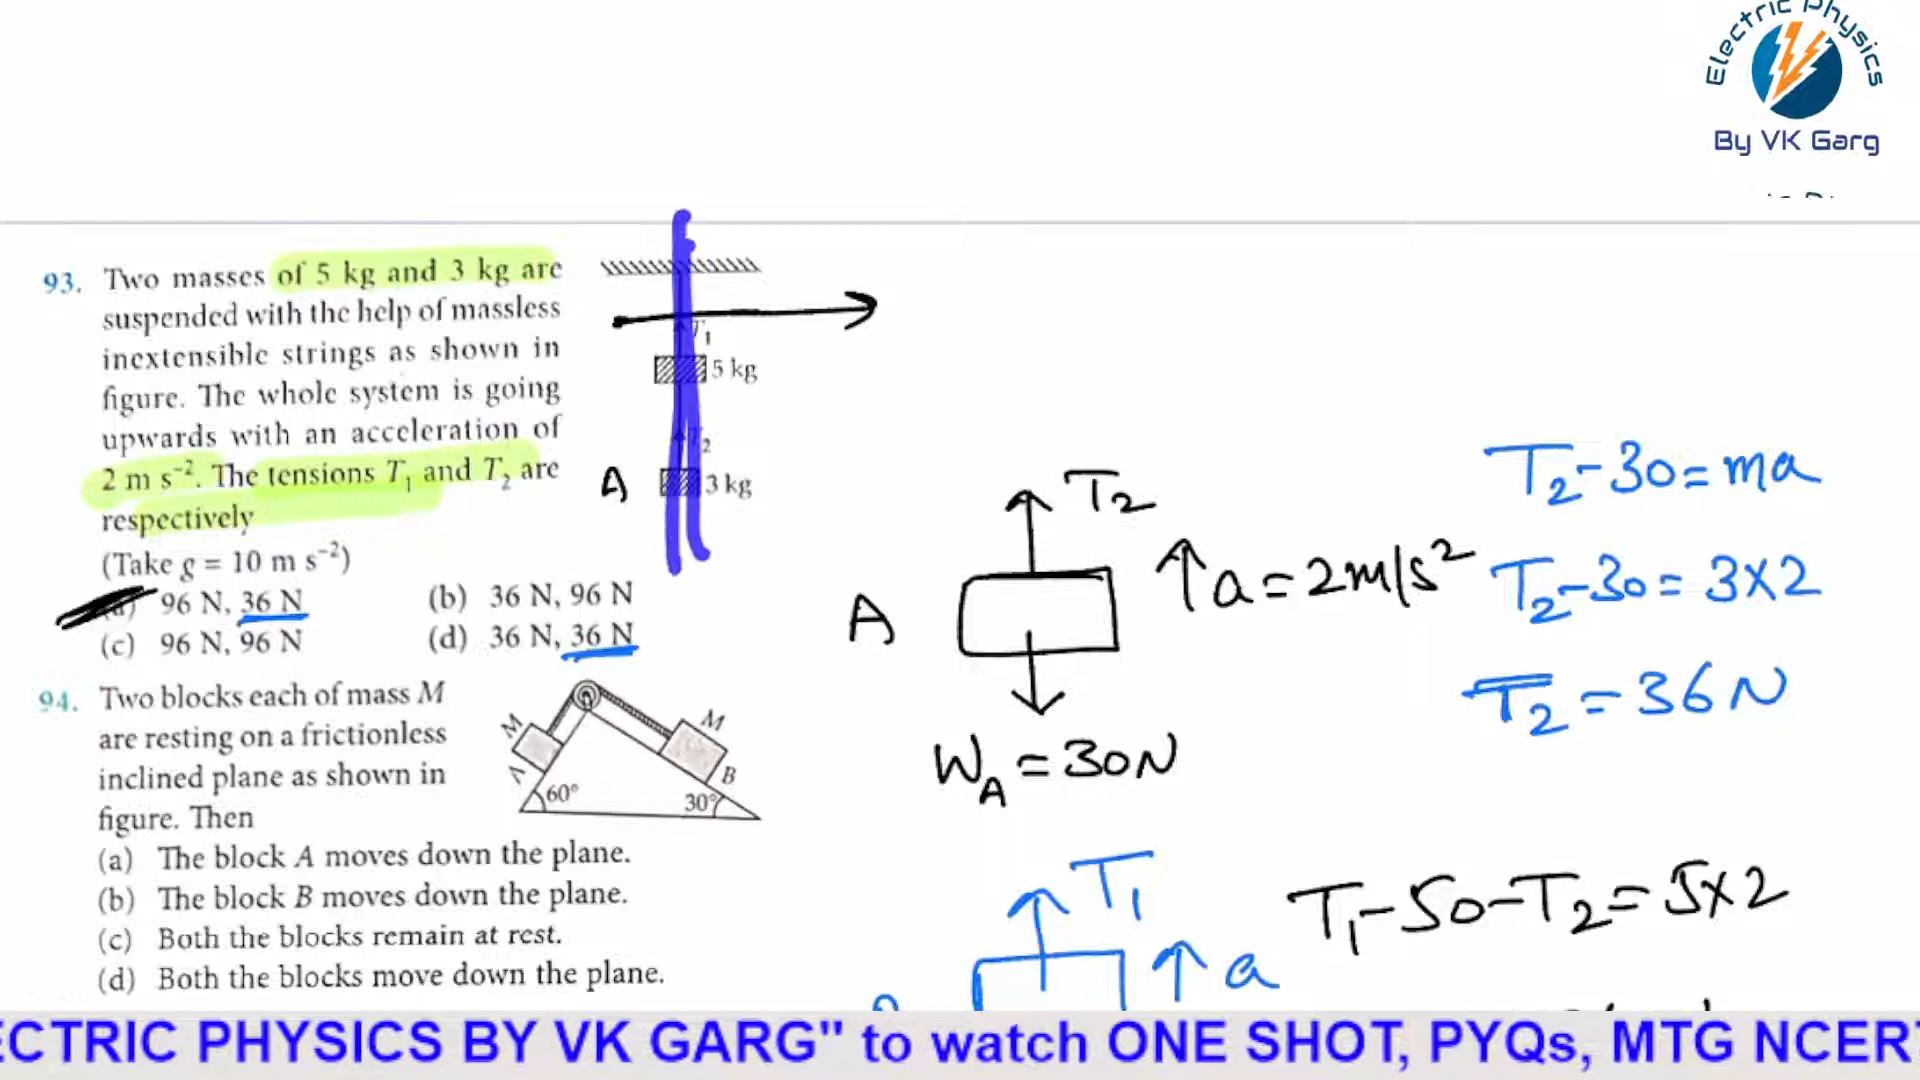 Electric Physics
By VK Garg
93. Two masses of 5 kg and 3 kg are
suspended with the help of massless
inextensible strings as shown in
figure. The whole system is going
upwards with an acceleration of
2 m s⁻². The tensions T₁ and T₂ are
respectively
(Take g = 10 m s⁻²)
96 N, 36 N
(b) 36 N, 96 N
(c) 96 N, 96 N
(d) 36 N, 36 N
5 kg
A
3 kg
94. Two blocks each of mass M
are resting on a frictionless
inclined plane as shown in
figure. Then
M
M
A
B
60°
30°
(a) The block A moves down the plane.
(b) The block B moves down the plane.
(c) Both the blocks remain at rest.
(d) Both the blocks move down the plane.
T₂
A
a = 2m/s²
W_A = 30N
T₂-30 = ma
T₂-30 = 3×2
T₂ = 36N
T₁
a
T₁-50-T₂ = 5×2
ECTRIC PHYSICS BY VK GARG" to watch ONE SHOT, PYQs, MTG NCERT